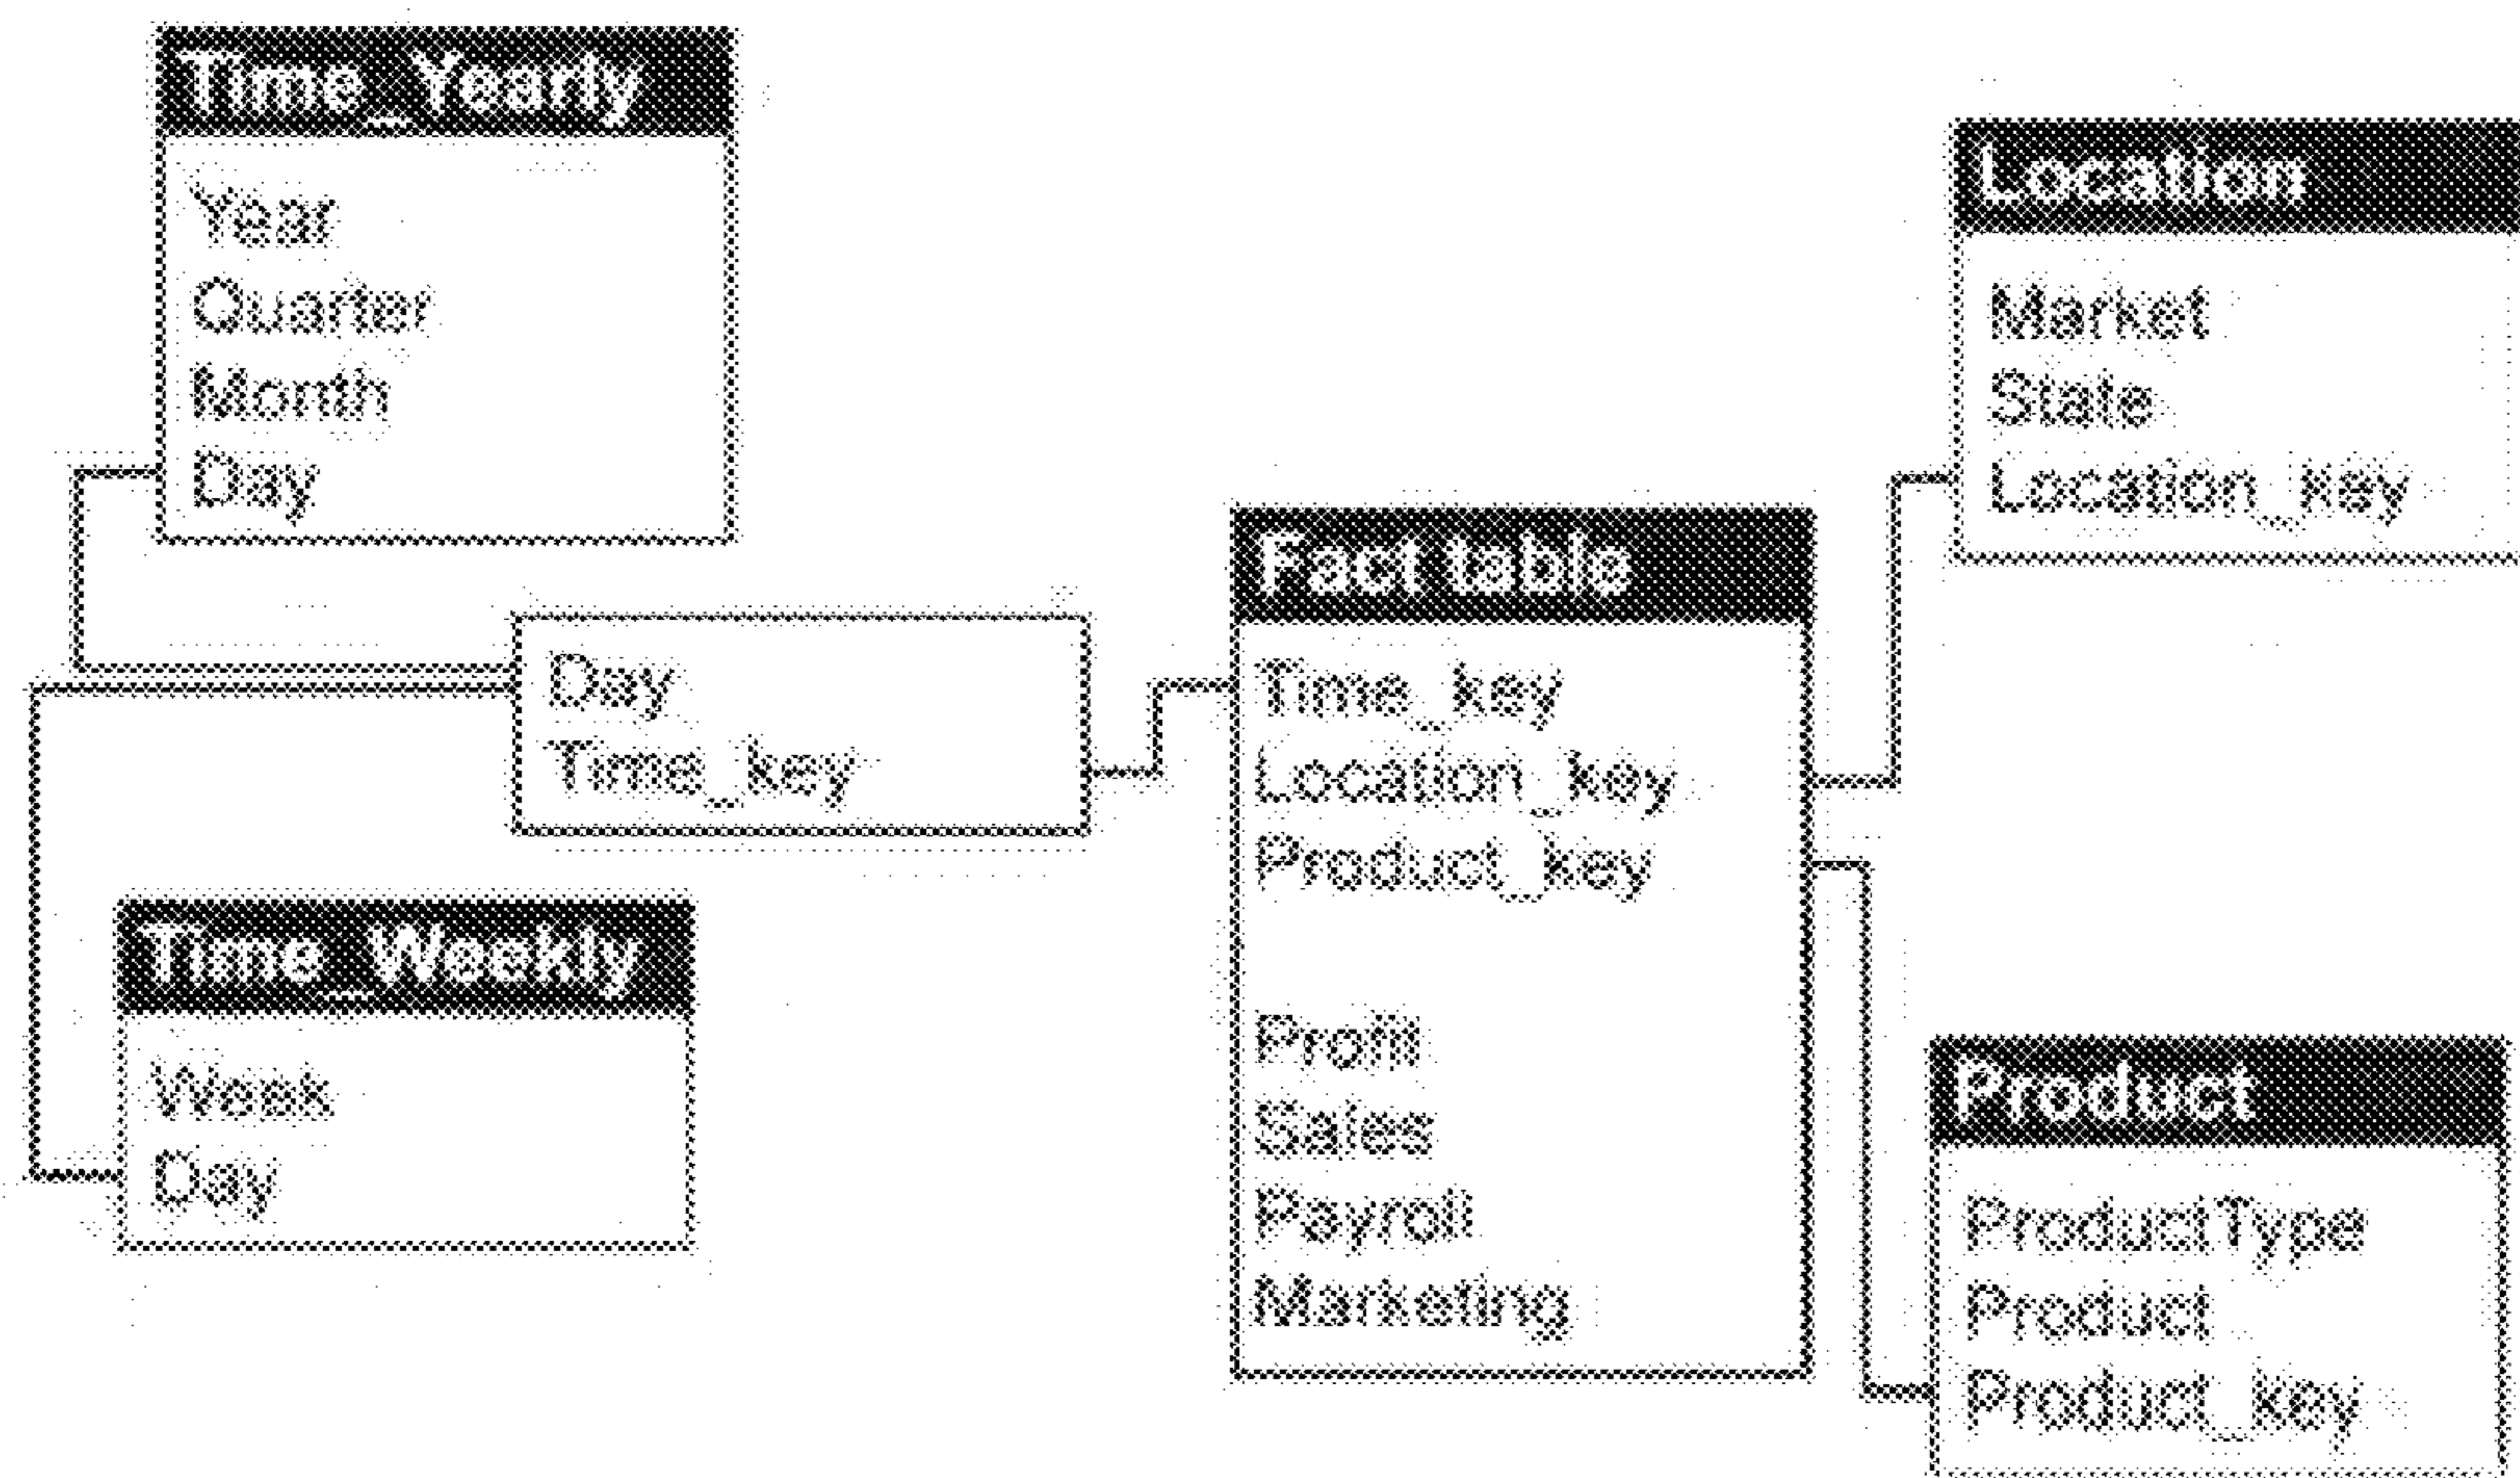 Time_Yearly
Year
Quarter
Month
Day
Day
Time_key
Time_Weekly
Week
Day
Fact table
Time_key
Location_key
Product_key
Profit
Sales
Payroll
Marketing
Location
Market
State
Location_key
Product
ProductType
Product
Product_key